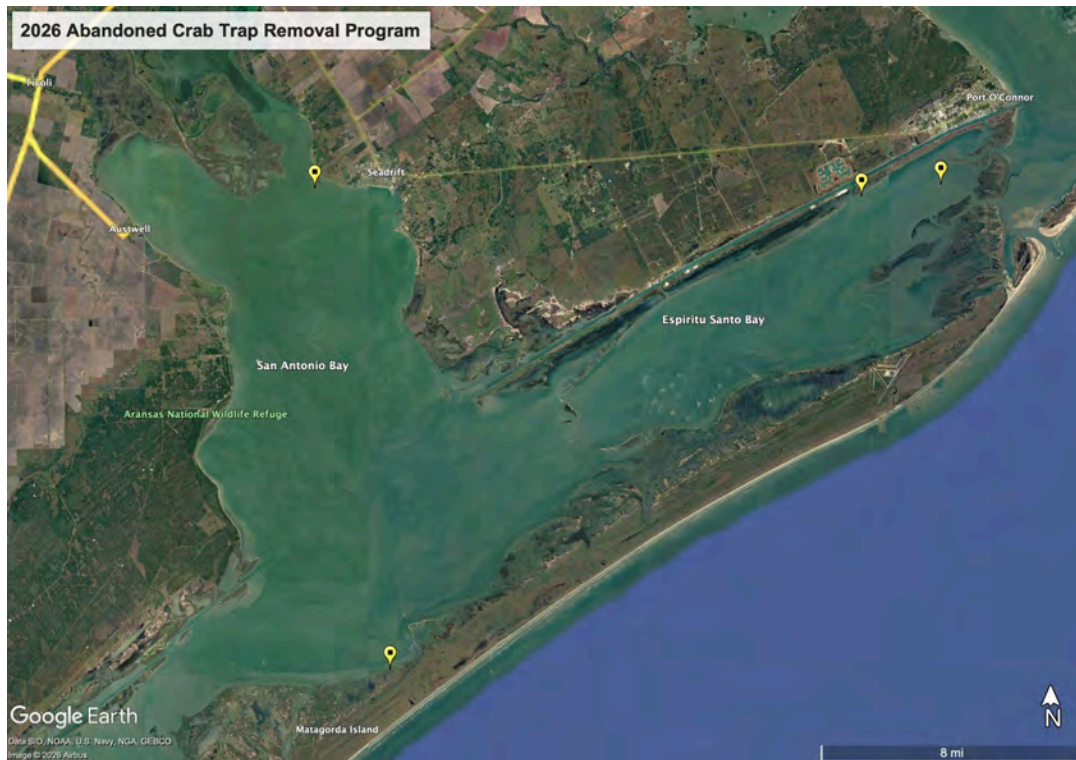 2026 Abandoned Crab Trap Removal Program
Tivoli
Port O'Connor
Seadrift
Austwell
Espiritu Santo Bay
San Antonio Bay
Aransas National Wildlife Refuge
Matagorda Island
Google Earth
N
Data SIO, NOAA, U.S. Navy, NGA, GEBCO
Image © 2026 Airbus
8 mi